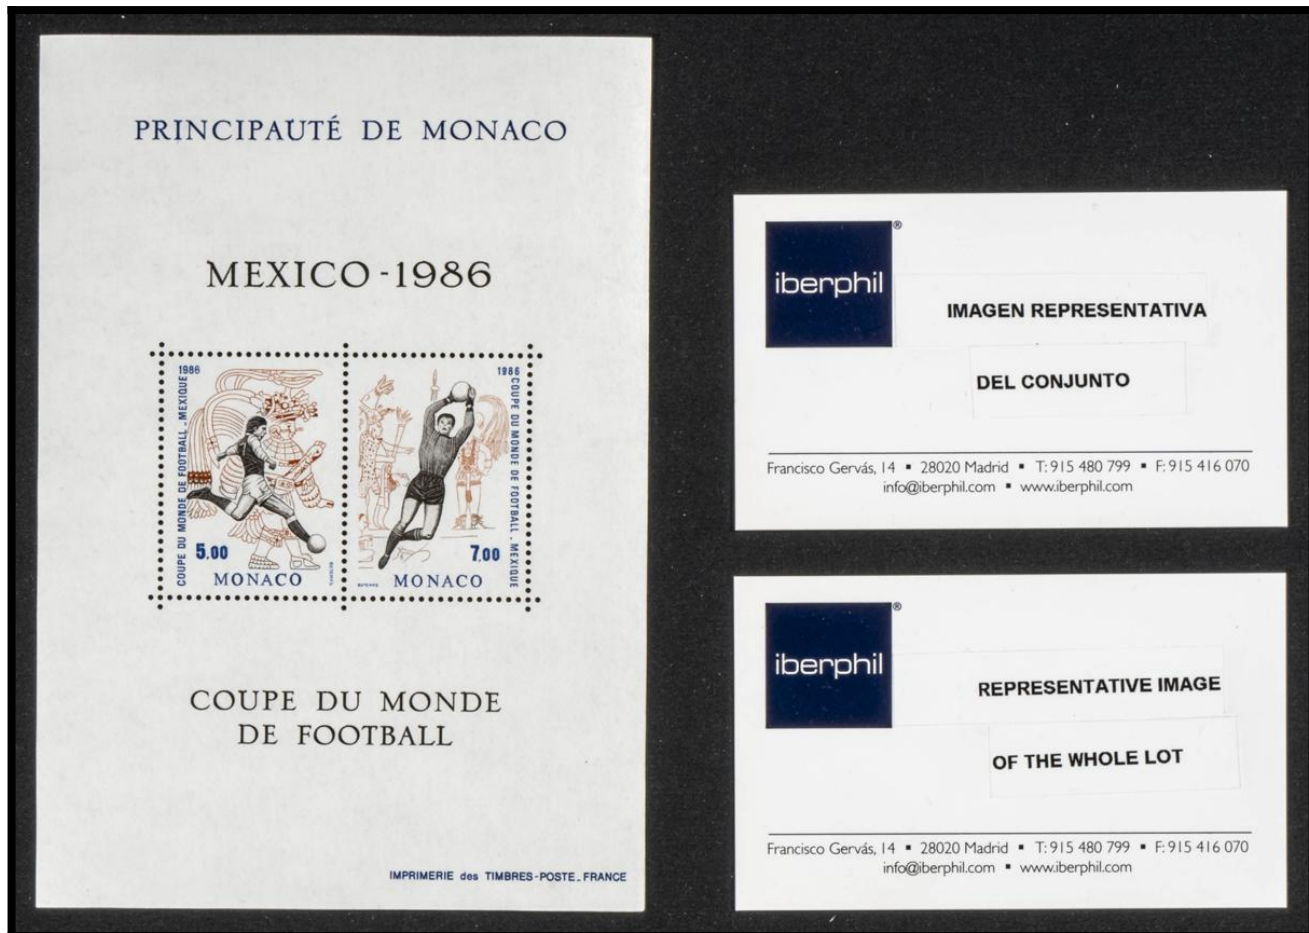 PRINCIPAUTÉ DE MONACO
MEXICO - 1986
1986
COUPE DU MONDE DE FOOTBALL _ MEXIQUE
5.00
MONACO
1986
COUPE DU MONDE DE FOOTBALL _ MEXIQUE
7.00
MONACO
COUPE DU MONDE
DE FOOTBALL
IMPRIMERIE des TIMBRES-POSTE _ FRANCE
iberphil®
IMAGEN REPRESENTATIVA
DEL CONJUNTO
Francisco Gervás, 14 ▪ 28020 Madrid ▪ T: 915 480 799 ▪ F: 915 416 070
info@iberphil.com ▪ www.iberphil.com
iberphil®
REPRESENTATIVE IMAGE
OF THE WHOLE LOT
Francisco Gervás, 14 ▪ 28020 Madrid ▪ T: 915 480 799 ▪ F: 915 416 070
info@iberphil.com ▪ www.iberphil.com